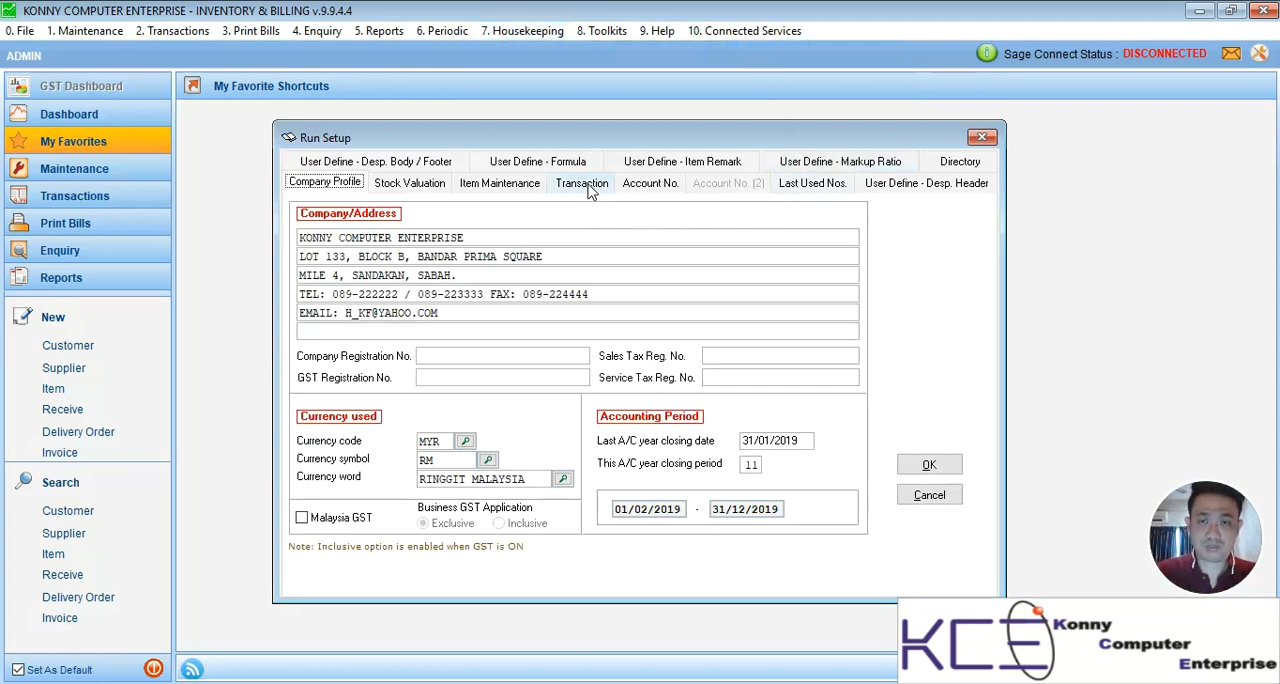 KONNY COMPUTER ENTERPRISE - INVENTORY & BILLING v.9.9.4.4
0. File 1. Maintenance 2. Transactions 3. Print Bills 4. Enquiry 5. Reports 6. Periodic 7. Housekeeping 8. Toolkits 9. Help 10. Connected Services
ADMIN
Sage Connect Status : DISCONNECTED
GST Dashboard
Dashboard
My Favorites
Maintenance
Transactions
Print Bills
Enquiry
Reports
New
Customer
Supplier
Item
Receive
Delivery Order
Invoice
Search
Customer
Supplier
Item
Receive
Delivery Order
Invoice
Set As Default
My Favorite Shortcuts
Run Setup
User Define - Desp. Body / Footer User Define - Formula User Define - Item Remark User Define - Markup Ratio Directory
Company Profile Stock Valuation Item Maintenance Transaction Account No. Account No. (2) Last Used Nos. User Define - Desp. Header
Company/Address
KONNY COMPUTER ENTERPRISE
LOT 133, BLOCK B, BANDAR PRIMA SQUARE
MILE 4, SANDAKAN, SABAH.
TEL: 089-222222 / 089-223333 FAX: 089-224444
EMAIL: H_KF@YAHOO.COM
Company Registration No. Sales Tax Reg. No.
GST Registration No. Service Tax Reg. No.
Currency used
Currency code MYR
Currency symbol RM
Currency word RINGGIT MALAYSIA
Malaysia GST
Business GST Application
Exclusive Inclusive
Note: Inclusive option is enabled when GST is ON
Accounting Period
Last A/C year closing date 31/01/2019
This A/C year closing period 11
01/02/2019 - 31/12/2019
OK
Cancel
KCE
Konny
Computer
Enterprise